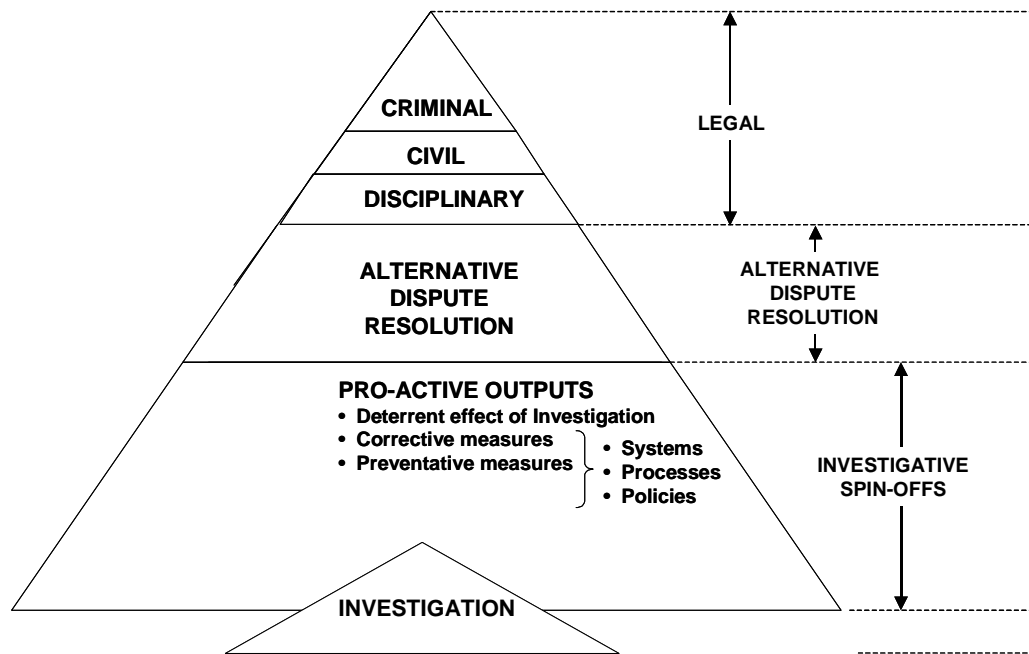 CRIMINAL
CIVIL
DISCIPLINARY
ALTERNATIVE
DISPUTE
RESOLUTION
PRO-ACTIVE OUTPUTS
• Deterrent effect of Investigation
• Corrective measures
• Preventative measures
• Systems
• Processes
• Policies
INVESTIGATION
LEGAL
ALTERNATIVE
DISPUTE
RESOLUTION
INVESTIGATIVE
SPIN-OFFS